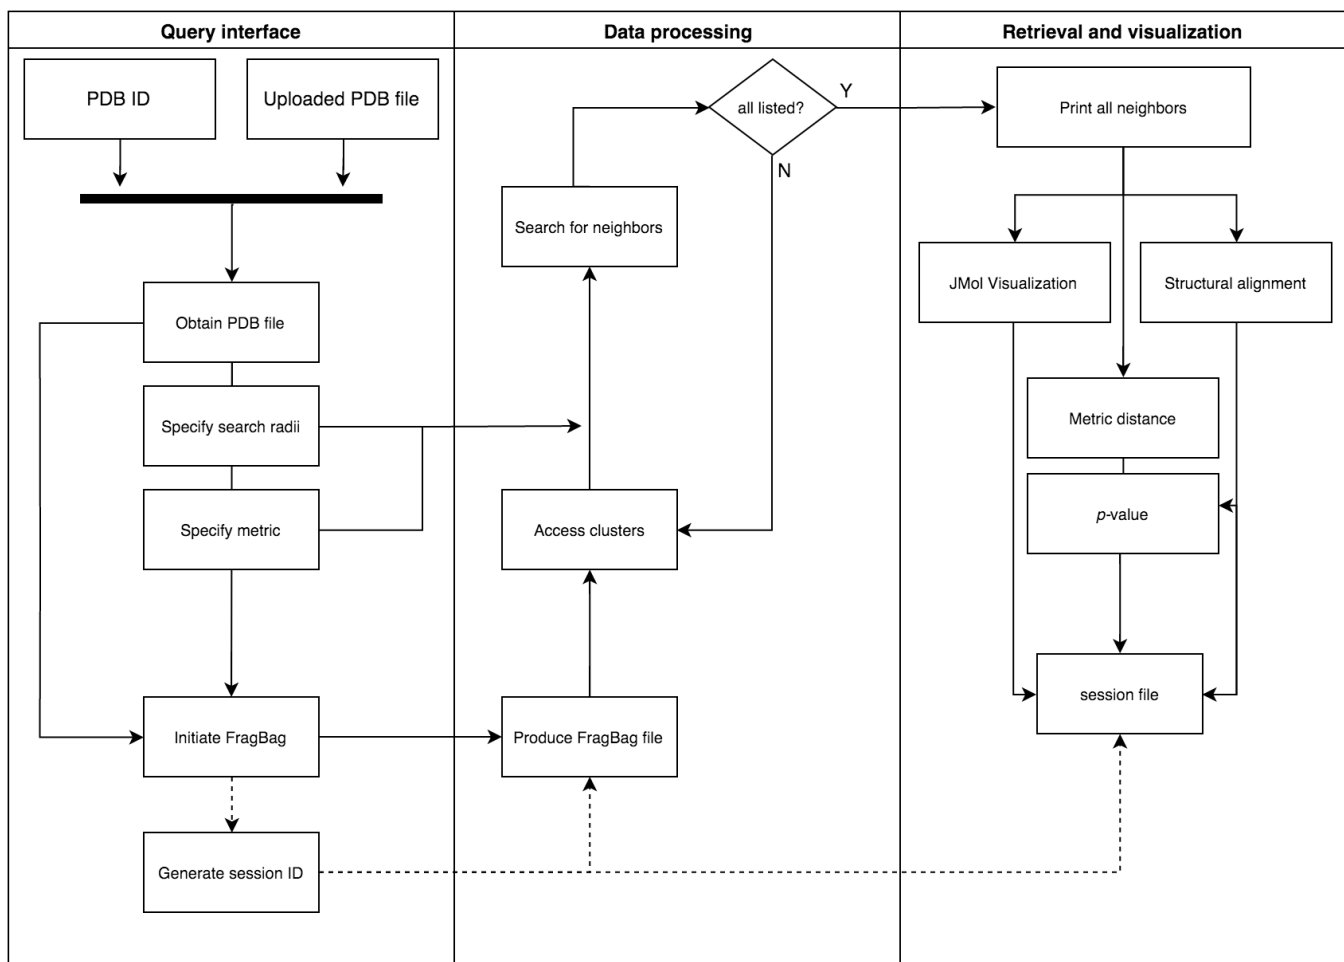 Query interface
Data processing
Retrieval and visualization
PDB ID
Uploaded PDB file
Obtain PDB file
Specify search radii
Specify metric
Initiate FragBag
Generate session ID
all listed?
Y
N
Search for neighbors
Access clusters
Produce FragBag file
Print all neighbors
JMol Visualization
Structural alignment
Metric distance
p-value
session file